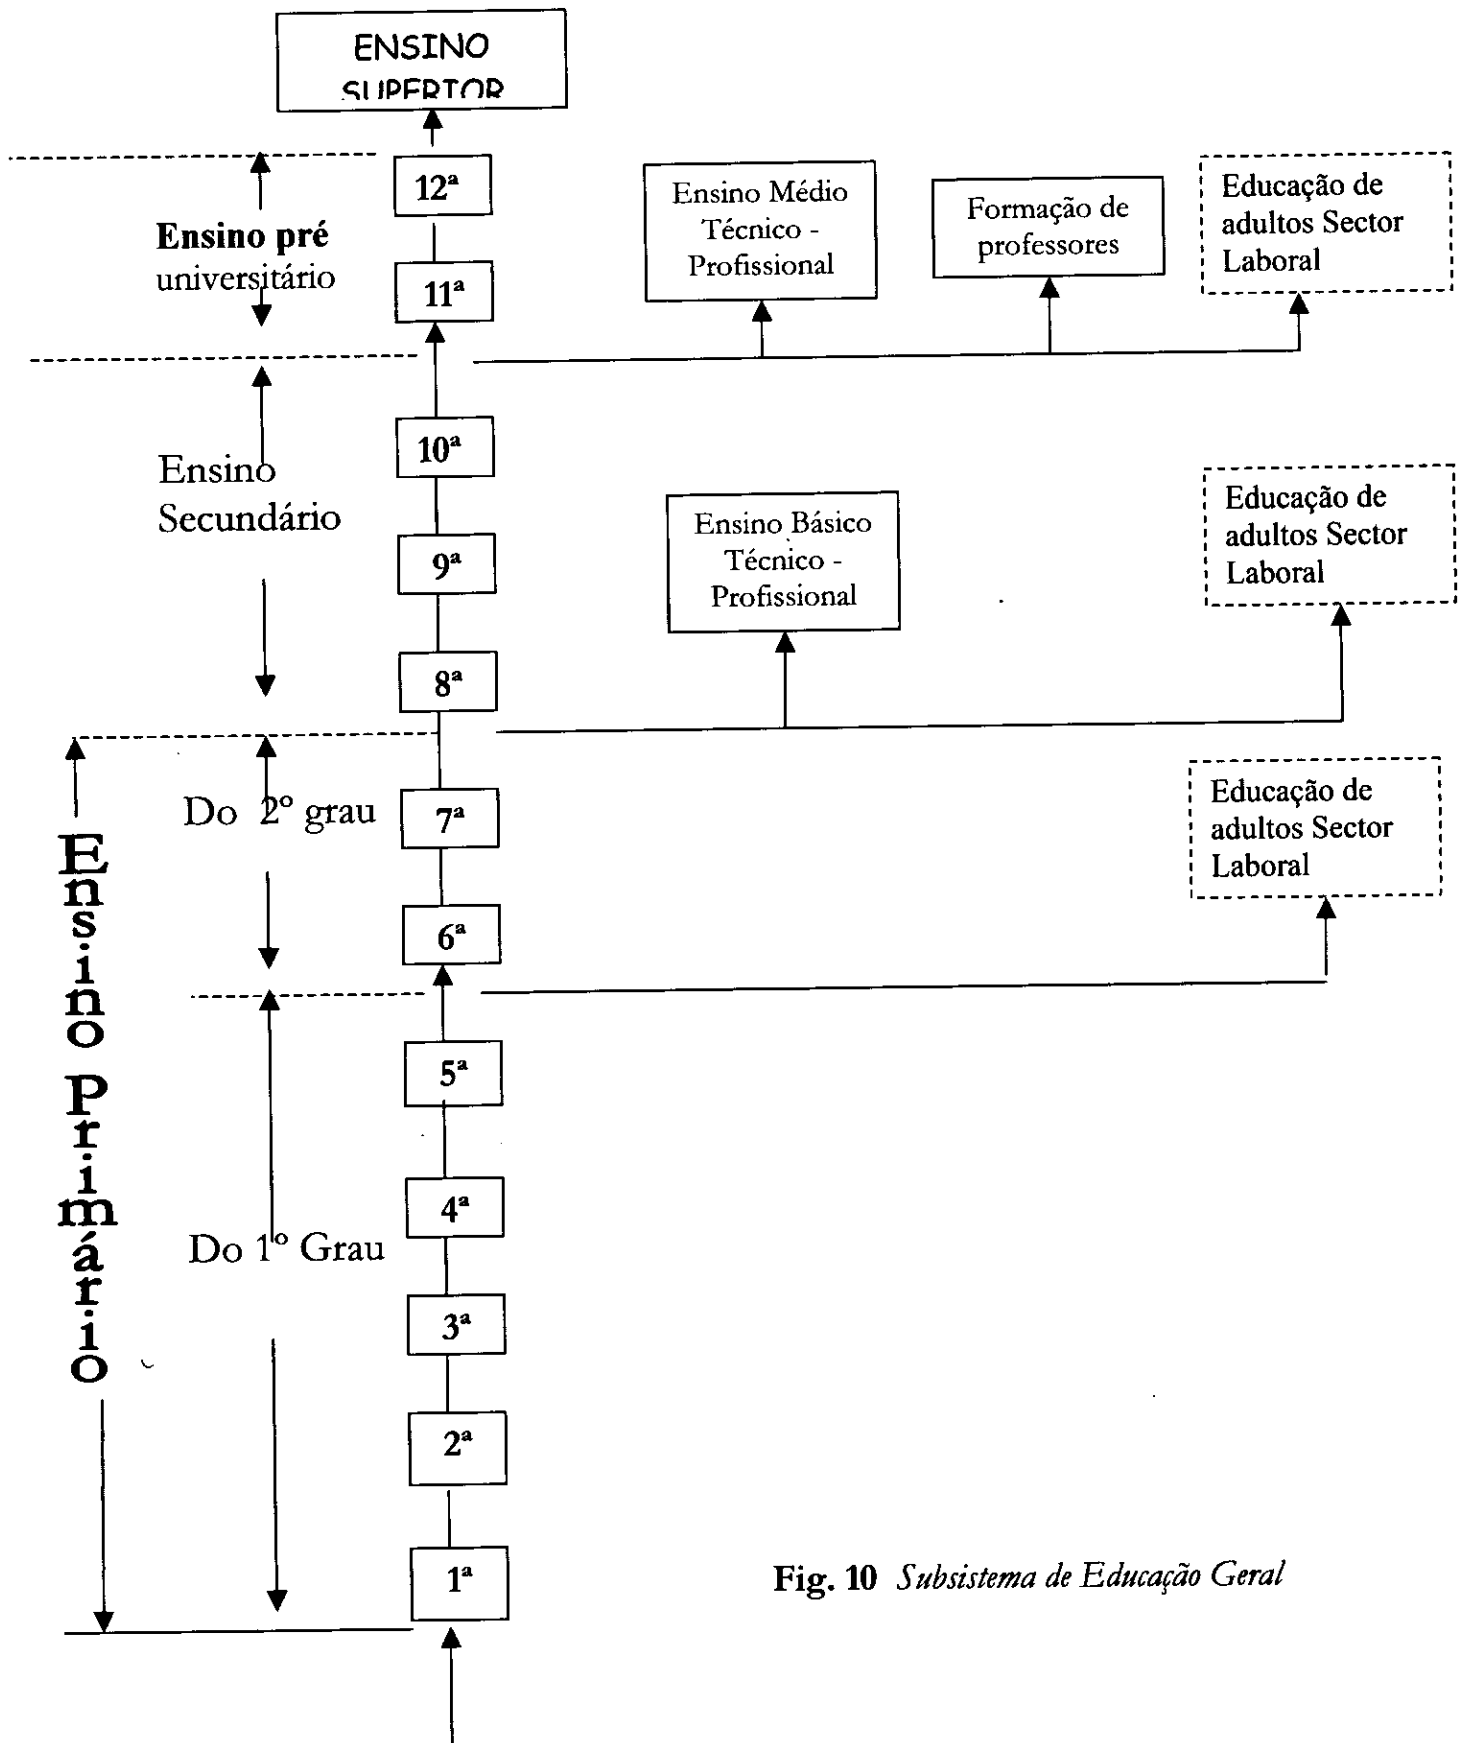 ENSINO
SUPERIOR
12ª
Ensino pré
universitário
11ª
Ensino Médio
Técnico -
Profissional
Formação de
professores
Educação de
adultos Sector
Laboral
10ª
Ensino
Secundário
9ª
8ª
Ensino Básico
Técnico -
Profissional
Educação de
adultos Sector
Laboral
Ensino Primário
Do 2º grau
7ª
6ª
Educação de
adultos Sector
Laboral
5ª
4ª
Do 1º Grau
3ª
2ª
1ª
Fig. 10 Subsistema de Educação Geral